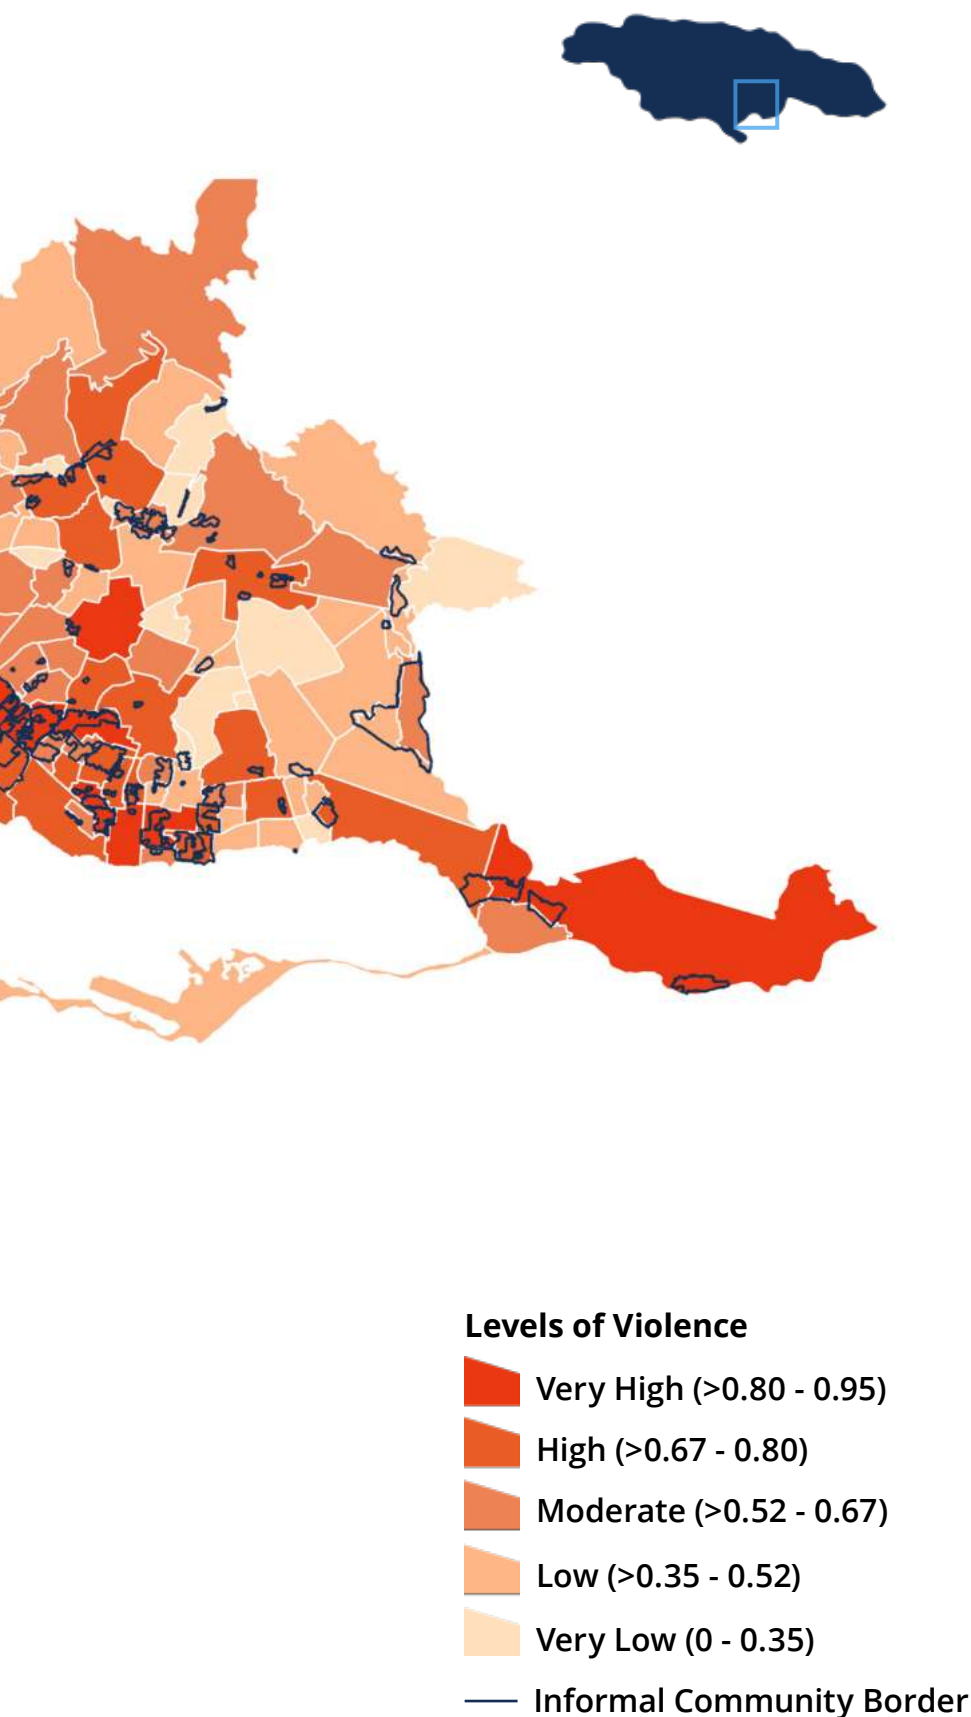 Levels of Violence
Very High (>0.80 - 0.95)
High (>0.67 - 0.80)
Moderate (>0.52 - 0.67)
Low (>0.35 - 0.52)
Very Low (0 - 0.35)
Informal Community Border